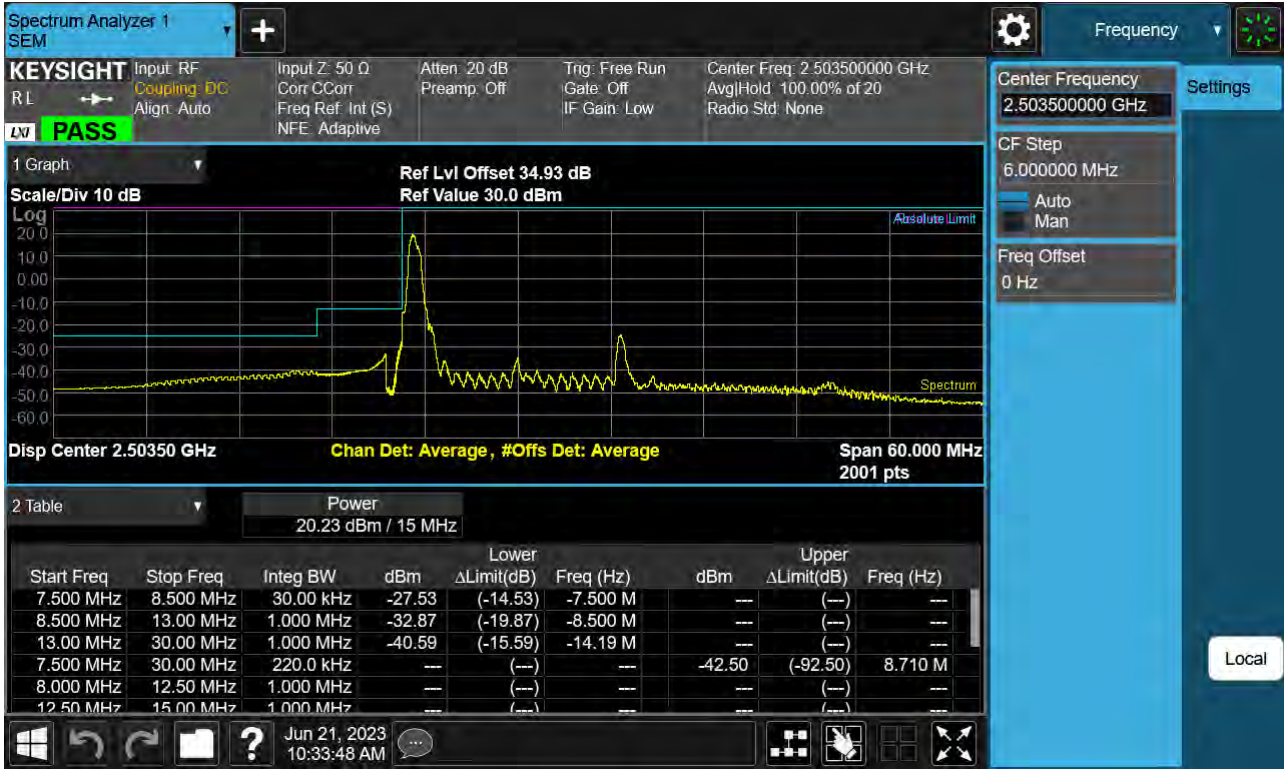 Spectrum Analyzer 1
SEM
Frequency
KEYSIGHT
R L
LXI
PASS
Input: RF
Coupling: DC
Align: Auto
Input Z: 50 Ω
Corr CCorr
Freq Ref: Int (S)
NFE: Adaptive
Atten: 20 dB
Preamp: Off
Trig: Free Run
Gate: Off
IF Gain: Low
Center Freq: 2.503500000 GHz
Avg|Hold: 100.00% of 20
Radio Std: None
Center Frequency
2.503500000 GHz
Settings
CF Step
6.000000 MHz
Auto
Man
Freq Offset
0 Hz
1 Graph
Scale/Div 10 dB
Ref Lvl Offset 34.93 dB
Ref Value 30.0 dBm
Log
Absolute Limit
20.0
10.0
0.00
-10.0
-20.0
-30.0
-40.0
-50.0
-60.0
Spectrum
Disp Center 2.50350 GHz
Chan Det: Average, #Offs Det: Average
Span 60.000 MHz
2001 pts
2 Table
Power
20.23 dBm / 15 MHz
Lower Upper
Start Freq Stop Freq Integ BW dBm ΔLimit(dB) Freq (Hz) dBm ΔLimit(dB) Freq (Hz)
7.500 MHz 8.500 MHz 30.00 kHz -27.53 (-14.53) -7.500 M --- (---) ---
8.500 MHz 13.00 MHz 1.000 MHz -32.87 (-19.87) -8.500 M --- (---) ---
13.00 MHz 30.00 MHz 1.000 MHz -40.59 (-15.59) -14.19 M --- (---) ---
7.500 MHz 30.00 MHz 220.0 kHz --- (---) --- -42.50 (-92.50) 8.710 M
8.000 MHz 12.50 MHz 1.000 MHz --- (---) --- --- (---) ---
12.50 MHz 15.00 MHz 1.000 MHz --- (---) --- --- (---) ---
Local
?
Jun 21, 2023
10:33:48 AM